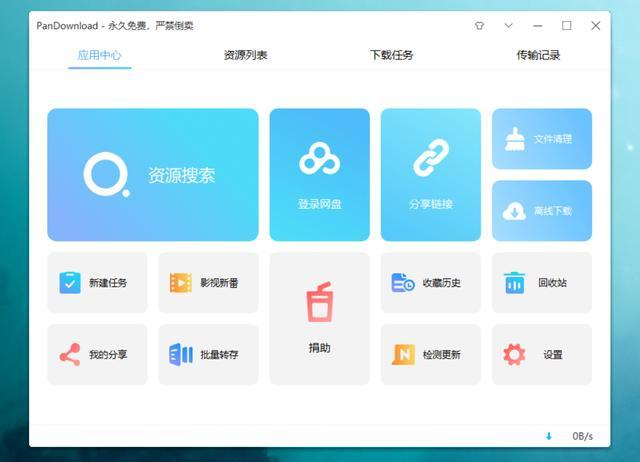 PanDownload - 永久免费，严禁倒卖
应用中心
资源列表
下载任务
传输记录
资源搜索
登录网盘
分享链接
文件清理
离线下载
新建任务
影视新番
捐助
收藏历史
回收站
我的分享
批量转存
检测更新
设置
0B/s